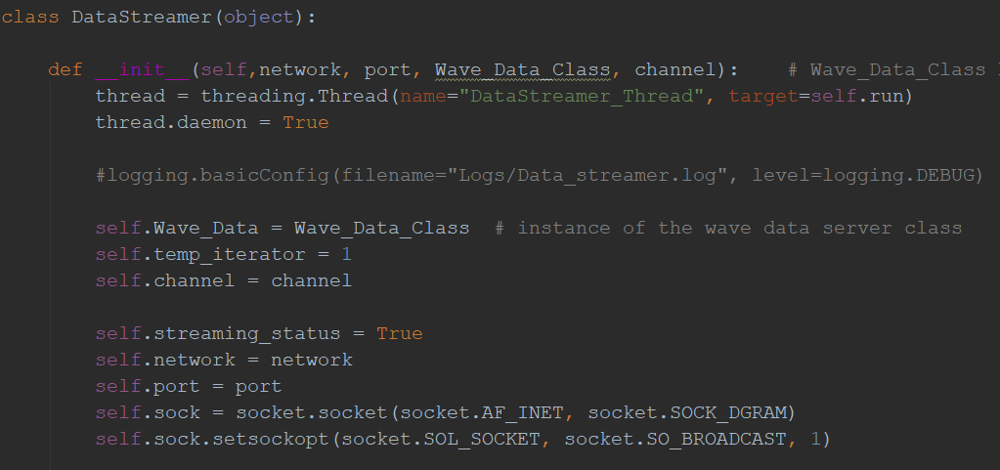 class DataStreamer(object):
def __init__(self,network, port, Wave_Data_Class, channel):    # Wave_Data_Class
thread = threading.Thread(name="DataStreamer_Thread", target=self.run)
thread.daemon = True
#logging.basicConfig(filename="Logs/Data_streamer.log", level=logging.DEBUG)
self.Wave_Data = Wave_Data_Class  # instance of the wave data server class
self.temp_iterator = 1
self.channel = channel
self.streaming_status = True
self.network = network
self.port = port
self.sock = socket.socket(socket.AF_INET, socket.SOCK_DGRAM)
self.sock.setsockopt(socket.SOL_SOCKET, socket.SO_BROADCAST, 1)